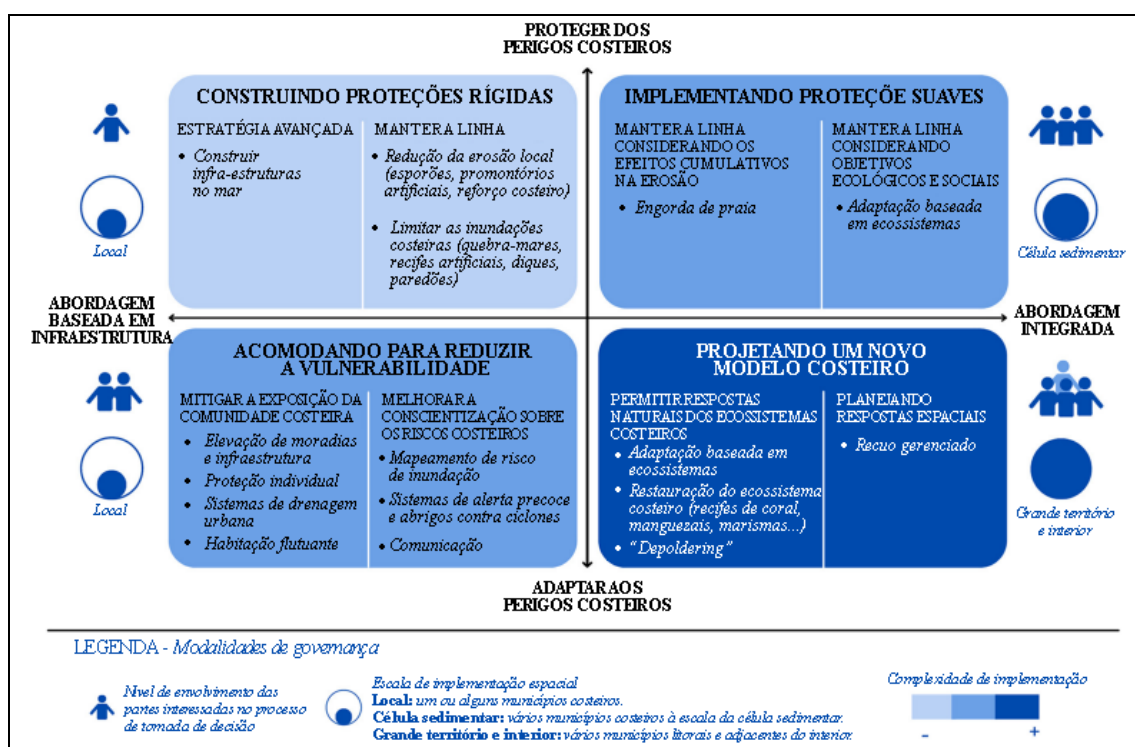 PROTEGER DOS
PERIGOS COSTEIROS
CONSTRUINDO PROTEÇÕES RÍGIDAS
ESTRATÉGIA AVANÇADA
• Construir
infra-estruturas
no mar
MANTER A LINHA
• Redução da erosão local
(esporões, promontórios
artificiais, reforço costeiro)
• Limitar as inundações
costeiras (quebra-mares,
recifes artificiais, diques,
paredões)
Local
IMPLEMENTANDO PROTEÇÕE SUAVES
MANTER A LINHA
CONSIDERANDO OS
EFEITOS CUMULATIVOS
NA EROSÃO
• Engorda de praia
MANTER A LINHA
CONSIDERANDO
OBJETIVOS
ECOLÓGICOS E SOCIAIS
• Adaptação baseada
em ecossistemas
Célula sedimentar
ABORDAGEM
BASEADA EM
INFRAESTRUTURA
ABORDAGEM
INTEGRADA
ACOMODANDO PARA REDUZIR
A VULNERABILIDADE
MITIGAR A EXPOSIÇÃO DA
COMUNIDADE COSTEIRA
• Elevação de moradias
e infraestrutura
• Proteção individual
• Sistemas de drenagem
urbana
• Habitação flutuante
MELHORAR A
CONSCIENTIZAÇÃO SOBRE
OS RISCOS COSTEIROS
• Mapeamento de risco
de inundação
• Sistemas de alerta precoce
e abrigos contra ciclones
• Comunicação
Local
PROJETANDO UM NOVO
MODELO COSTEIRO
PERMITIR RESPOSTAS
NATURAIS DOS ECOSSISTEMAS
COSTEIROS
• Adaptação baseada em
ecossistemas
• Restauração do ecossistema
costeiro (recifes de coral,
manguezais, marismas...)
• "Depoldering"
PLANEJANDO
RESPOSTAS ESPACIAIS
• Recuo gerenciado
Grande território
e interior
ADAPTAR AOS
PERIGOS COSTEIROS
LEGENDA - Modalidades de governança
Nível de envolvimento das
partes interessadas no processo
de tomada de decisão
Escala de implementação espacial
Local: um ou alguns municípios costeiros.
Célula sedimentar: vários municípios costeiros à escala da célula sedimentar.
Grande território e interior: vários municípios litorais e adjacentes do interior.
Complexidade de implementação
- +